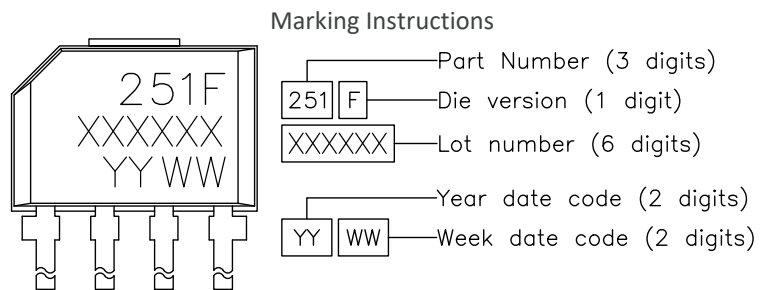 Marking Instructions
251F
XXXXXX
YY WW
Part Number (3 digits)
251 F Die version (1 digit)
XXXXXX Lot number (6 digits)
Year date code (2 digits)
YY WW Week date code (2 digits)